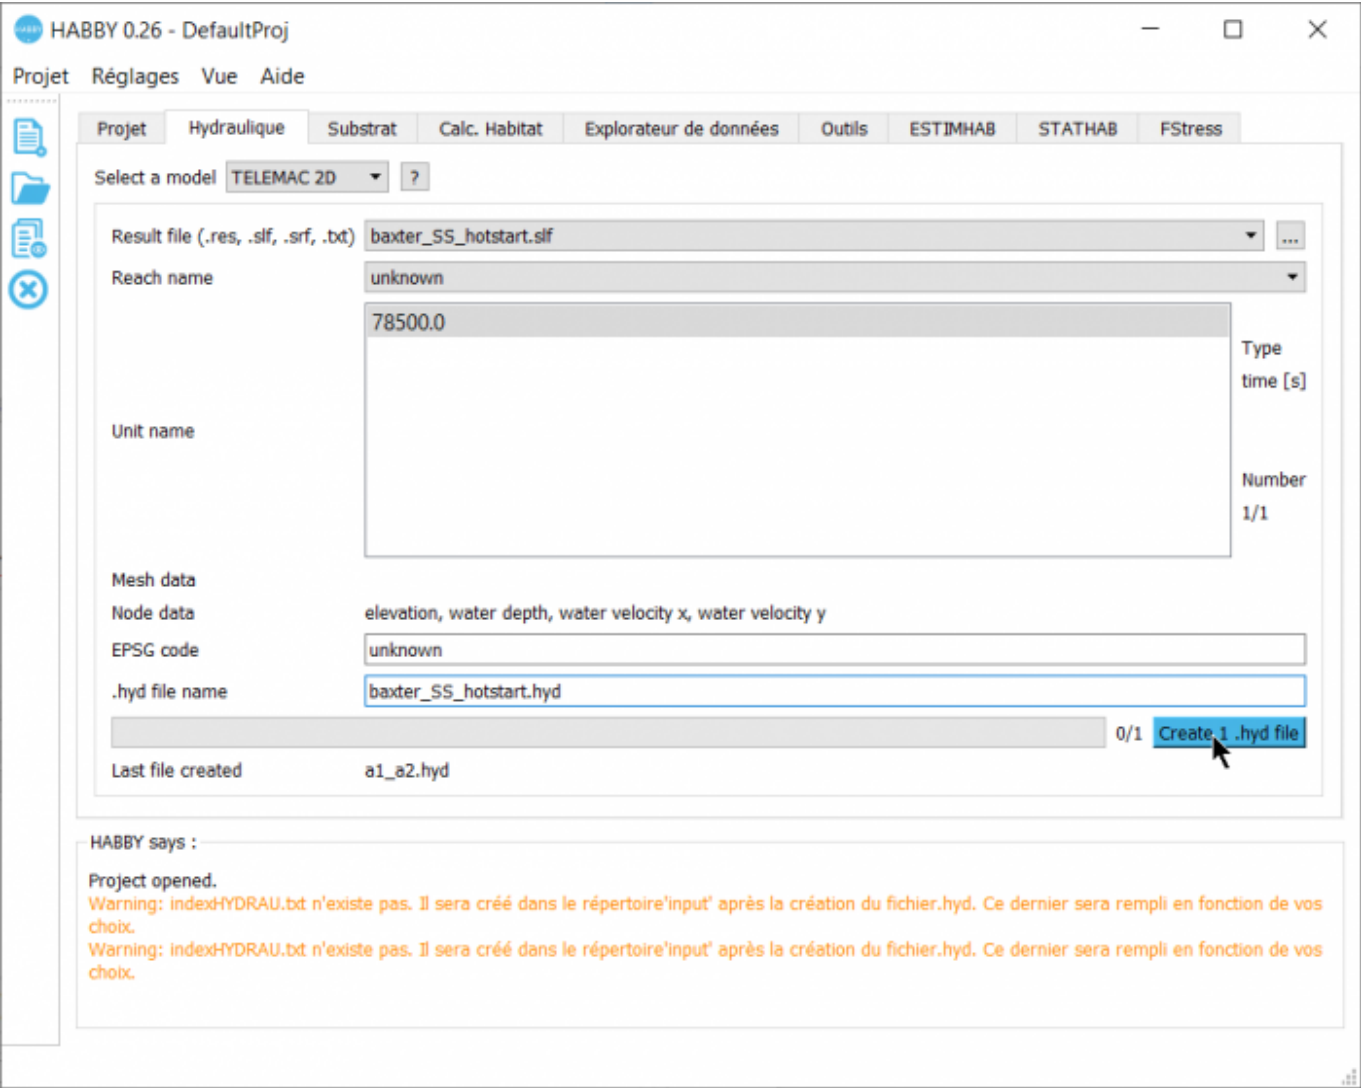 HABBY 0.26 - DefaultProj
Projet Réglages Vue Aide
Projet Hydraulique Substrat Calc. Habitat Explorateur de données Outils ESTIMHAB STATHAB FStress
Select a model TELEMAC 2D ?
Result file (.res, .slf, .srf, .txt) baxter_SS_hotstart.slf ...
Reach name unknown
78500.0
Type
time [s]
Unit name
Number
1/1
Mesh data
Node data elevation, water depth, water velocity x, water velocity y
EPSG code unknown
.hyd file name baxter_SS_hotstart.hyd
0/1 Create 1 .hyd file
Last file created a1_a2.hyd
HABBY says :
Project opened.
Warning: indexHYDRAU.txt n'existe pas. Il sera créé dans le répertoire'input' après la création du fichier.hyd. Ce dernier sera rempli en fonction de vos
choix.
Warning: indexHYDRAU.txt n'existe pas. Il sera créé dans le répertoire'input' après la création du fichier.hyd. Ce dernier sera rempli en fonction de vos
choix.